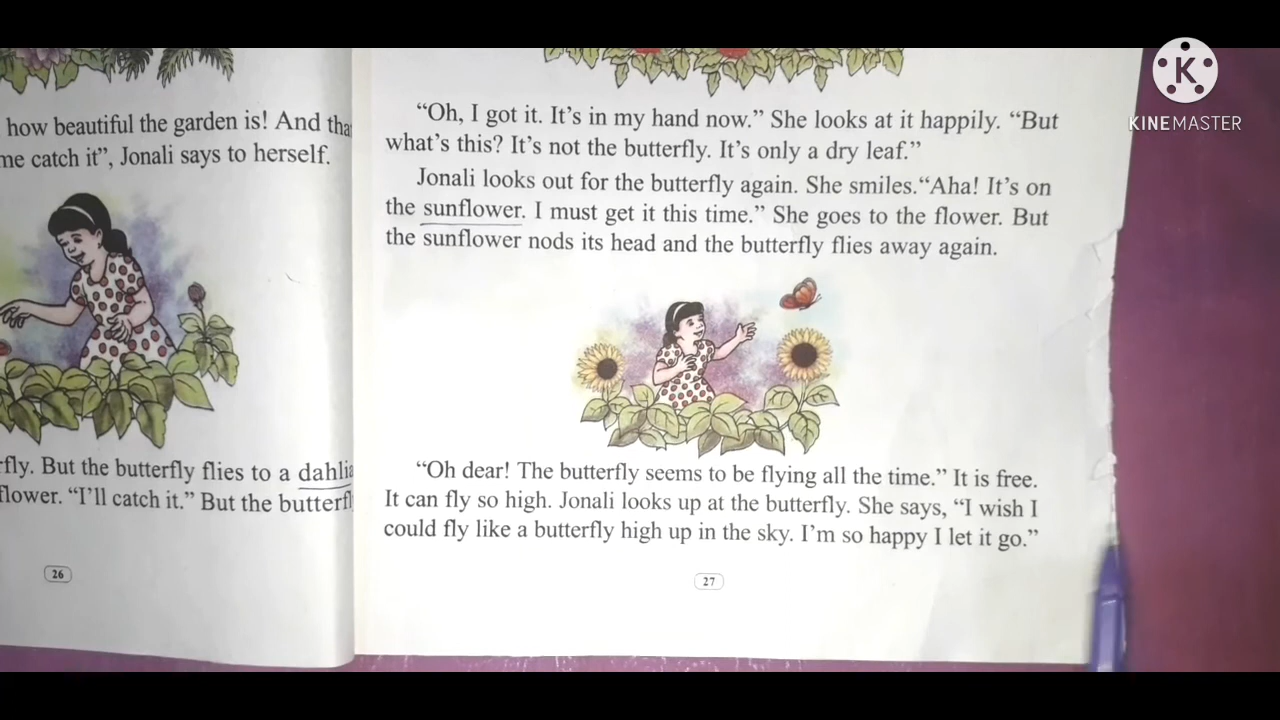 how beautiful the garden is! And tha
me catch it”, Jonali says to herself.
fly. But the butterfly flies to a dahlia
flower. “I’ll catch it.” But the butterfl
26
“Oh, I got it. It’s in my hand now.” She looks at it happily. “But
what’s this? It’s not the butterfly. It’s only a dry leaf.”
Jonali looks out for the butterfly again. She smiles.“Aha! It’s on
the sunflower. I must get it this time.” She goes to the flower. But
the sunflower nods its head and the butterfly flies away again.
“Oh dear! The butterfly seems to be flying all the time.” It is free.
It can fly so high. Jonali looks up at the butterfly. She says, “I wish I
could fly like a butterfly high up in the sky. I’m so happy I let it go.”
27
K
KINEMASTER